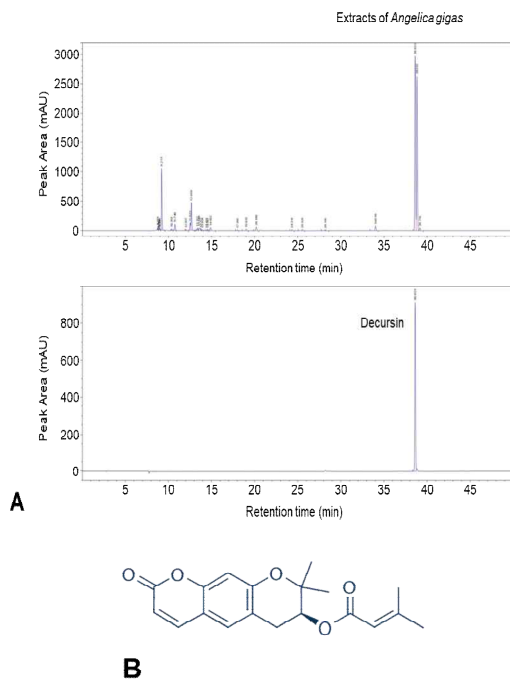 Extracts of Angelica gigas
Peak Area (mAU)
3000
2500
2000
1500
1000
500
0
5 10 15 20 25 30 35 40 45
Retention time (min)
Decursin
Peak Area (mAU)
800
600
400
200
0
5 10 15 20 25 30 35 40 45
Retention time (min)
A
O O O O O
B